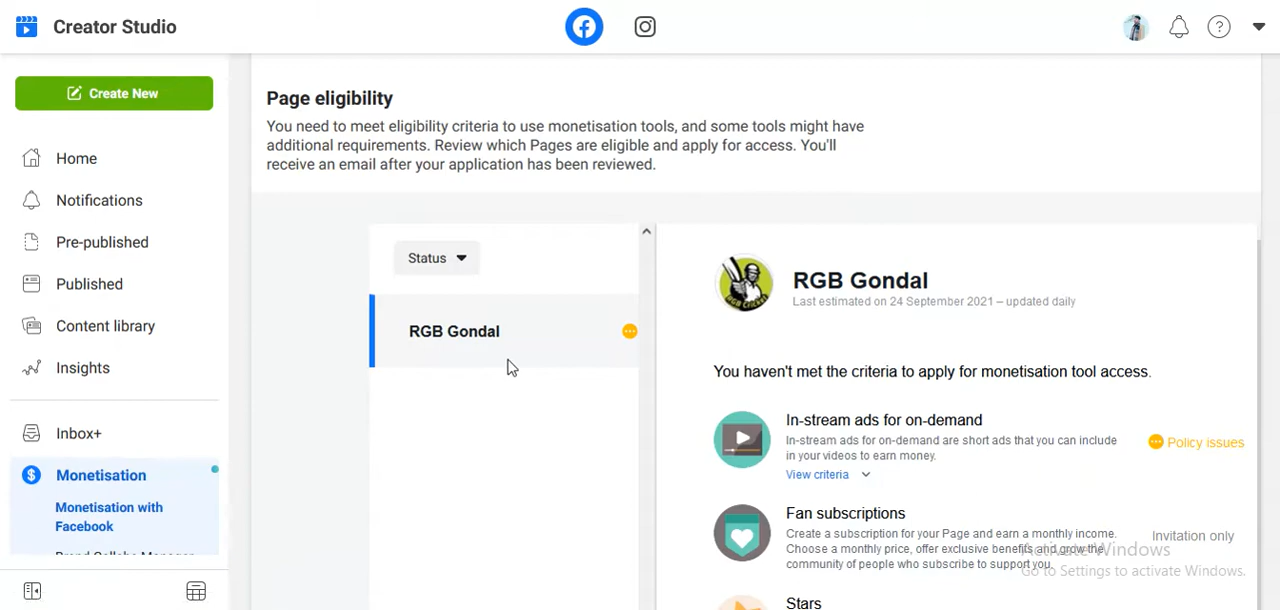 Creator Studio
Create New
Home
Notifications
Pre-published
Published
Content library
Insights
Inbox+
Monetisation
Monetisation with
Facebook
Page eligibility
You need to meet eligibility criteria to use monetisation tools, and some tools might have
additional requirements. Review which Pages are eligible and apply for access. You'll
receive an email after your application has been reviewed.
Status
RGB Gondal
RGB Gondal
Last estimated on 24 September 2021 – updated daily
You haven't met the criteria to apply for monetisation tool access.
In-stream ads for on-demand
In-stream ads for on-demand are short ads that you can include
in your videos to earn money.
View criteria
Policy issues
Fan subscriptions
Create a subscription for your Page and earn a monthly income.
Choose a monthly price, offer exclusive benefits and grow the
community of people who subscribe to support you.
Invitation only
Stars
Activate Windows
Go to Settings to activate Windows.